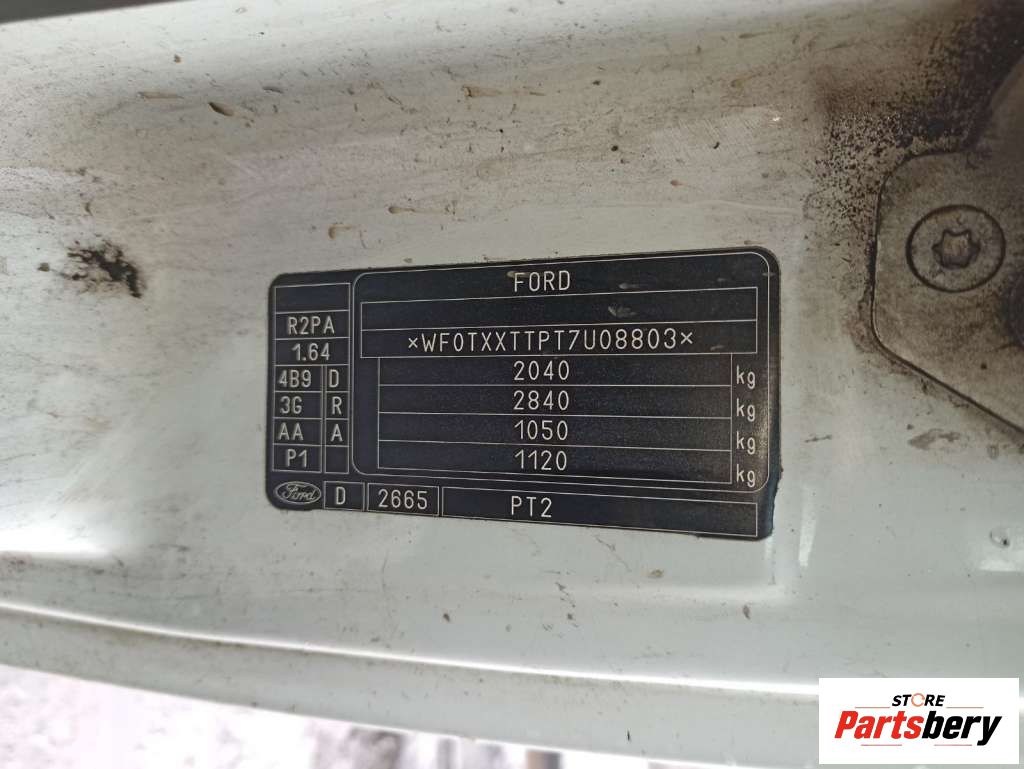 FORD
R2PA
×WF0TXXTTPT7U08803×
1.64
2040 kg
4B9 D
2840 kg
3G R
1050 kg
AA A
1120 kg
P1
Ford D 2665 PT2
STORE
Partsbery